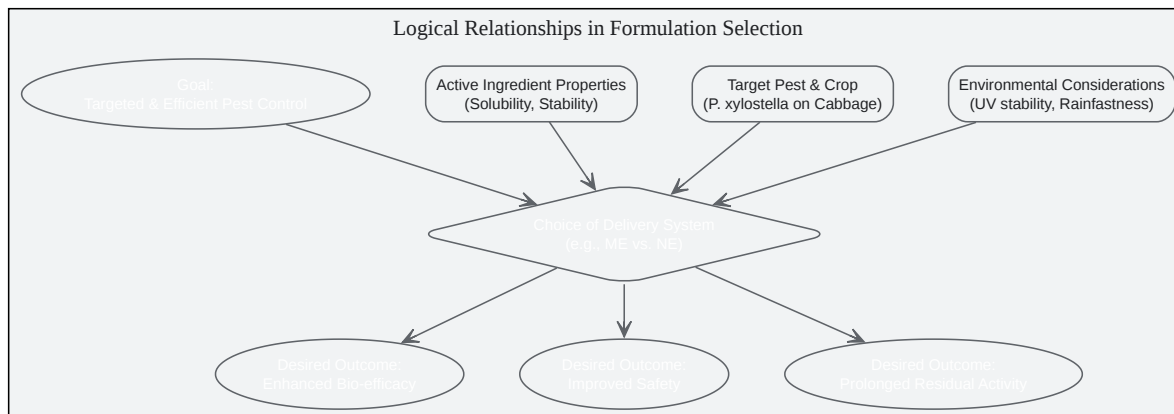 Logical Relationships in Formulation Selection
Goal:
Targeted & Efficient Pest Control
Active Ingredient Properties
(Solubility, Stability)
Target Pest & Crop
(P. xylostella on Cabbage)
Environmental Considerations
(UV stability, Rainfastness)
Choice of Delivery System
(e.g., ME vs. NE)
Desired Outcome:
Enhanced Bio-efficacy
Desired Outcome:
Improved Safety
Desired Outcome:
Prolonged Residual Activity